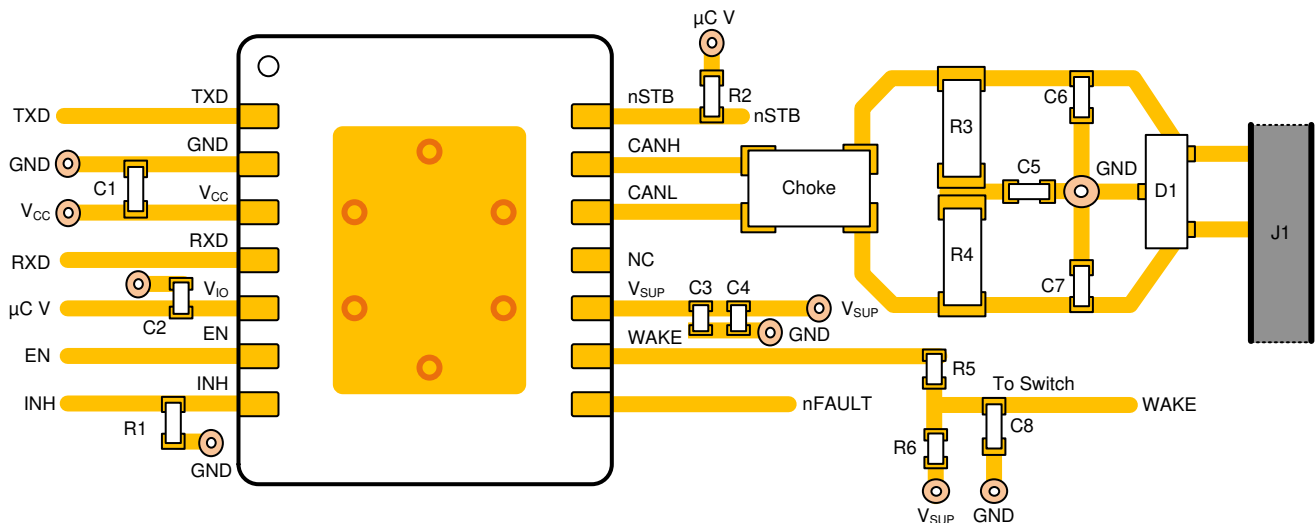 µC V
TXD
TXD
nSTB
R2
nSTB
GND
GND
CANH
C1
VCC
VCC
CANL
Choke
R3
C6
C5
GND
D1
RXD
RXD
NC
R4
C7
J1
VIO
µC V
C2
VSUP
C3
C4
VSUP
GND
EN
EN
WAKE
R5
INH
INH
nFAULT
To Switch
WAKE
R1
GND
R6
C8
VSUP
GND